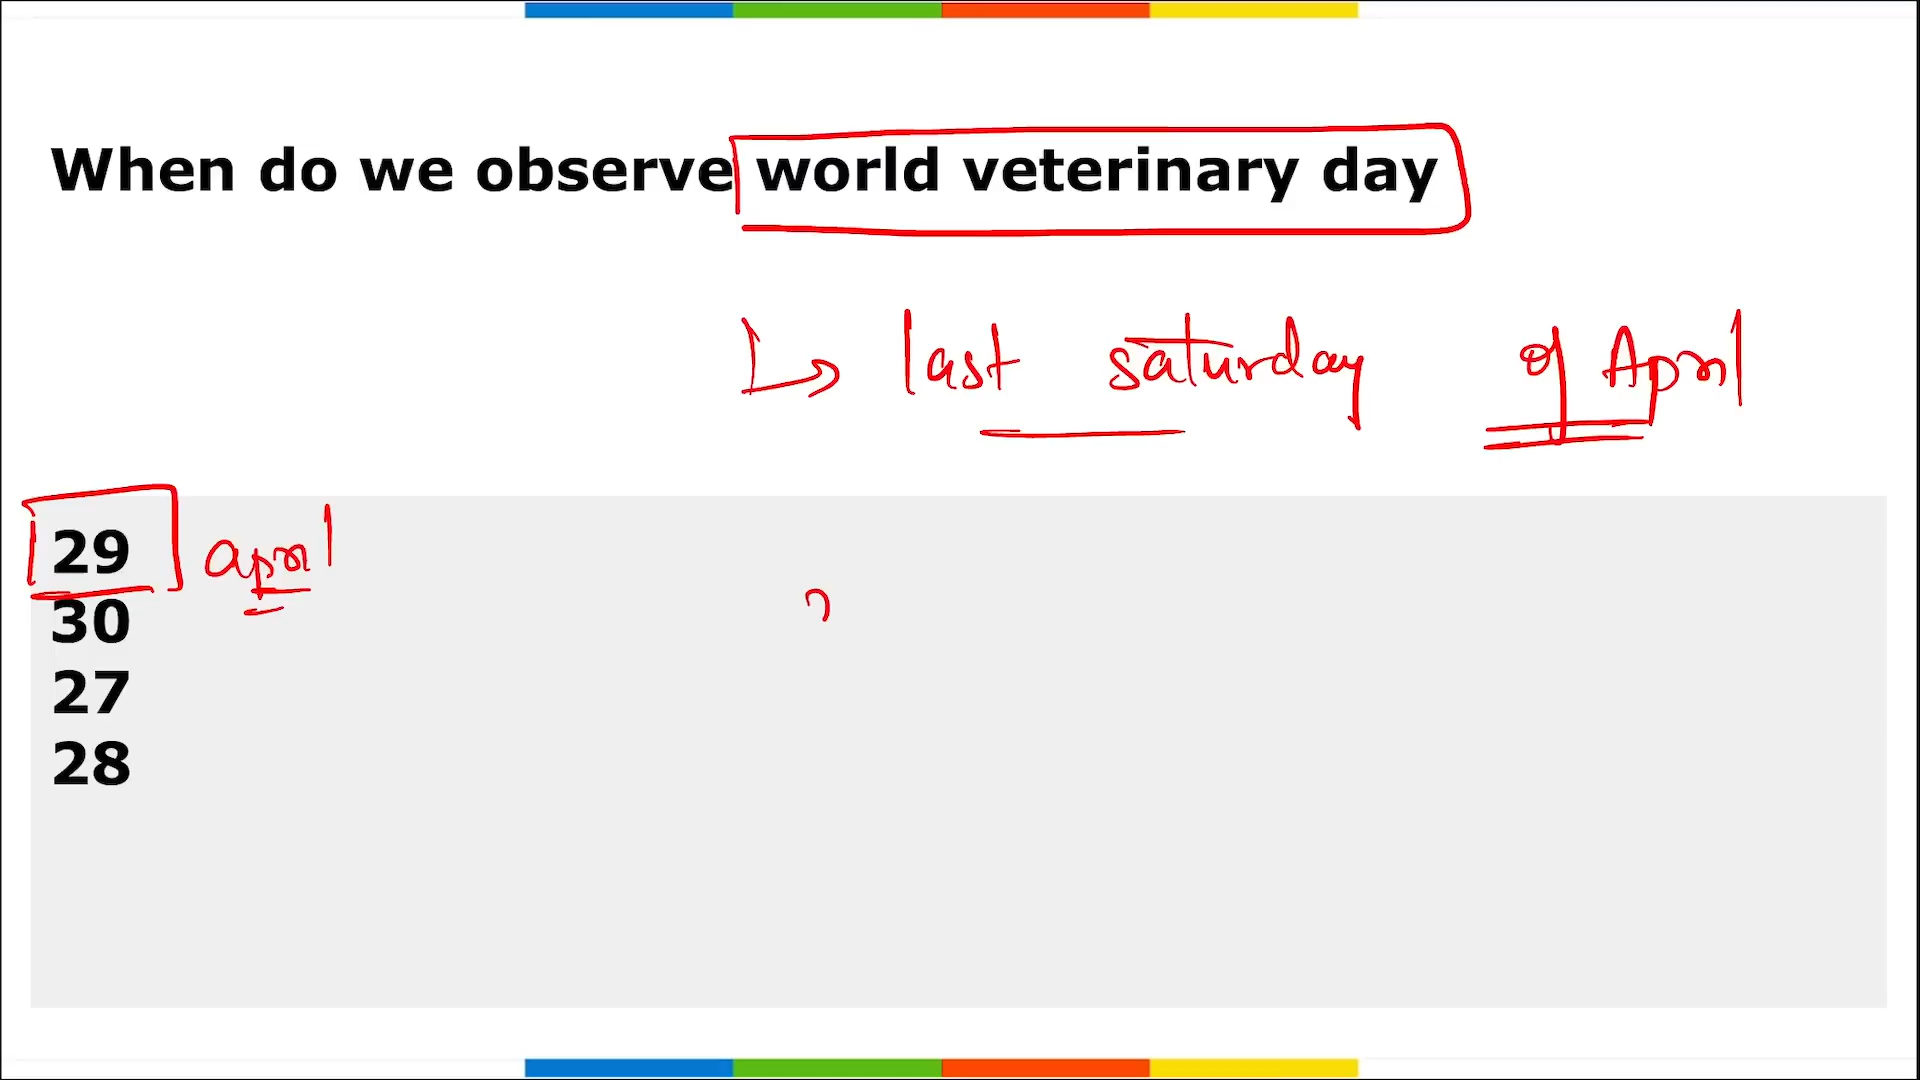 When do we observe world veterinary day
last saturday of April
29 april
30
27
28